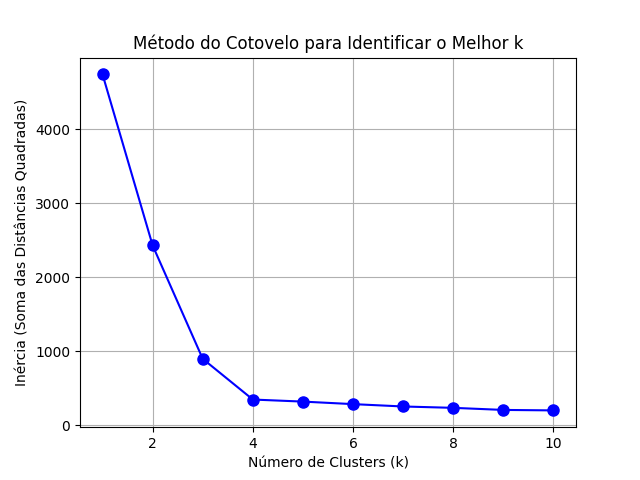 Método do Cotovelo para Identificar o Melhor k
Inércia (Soma das Distâncias Quadradas)
4000
3000
2000
1000
0
2 4 6 8 10
Número de Clusters (k)